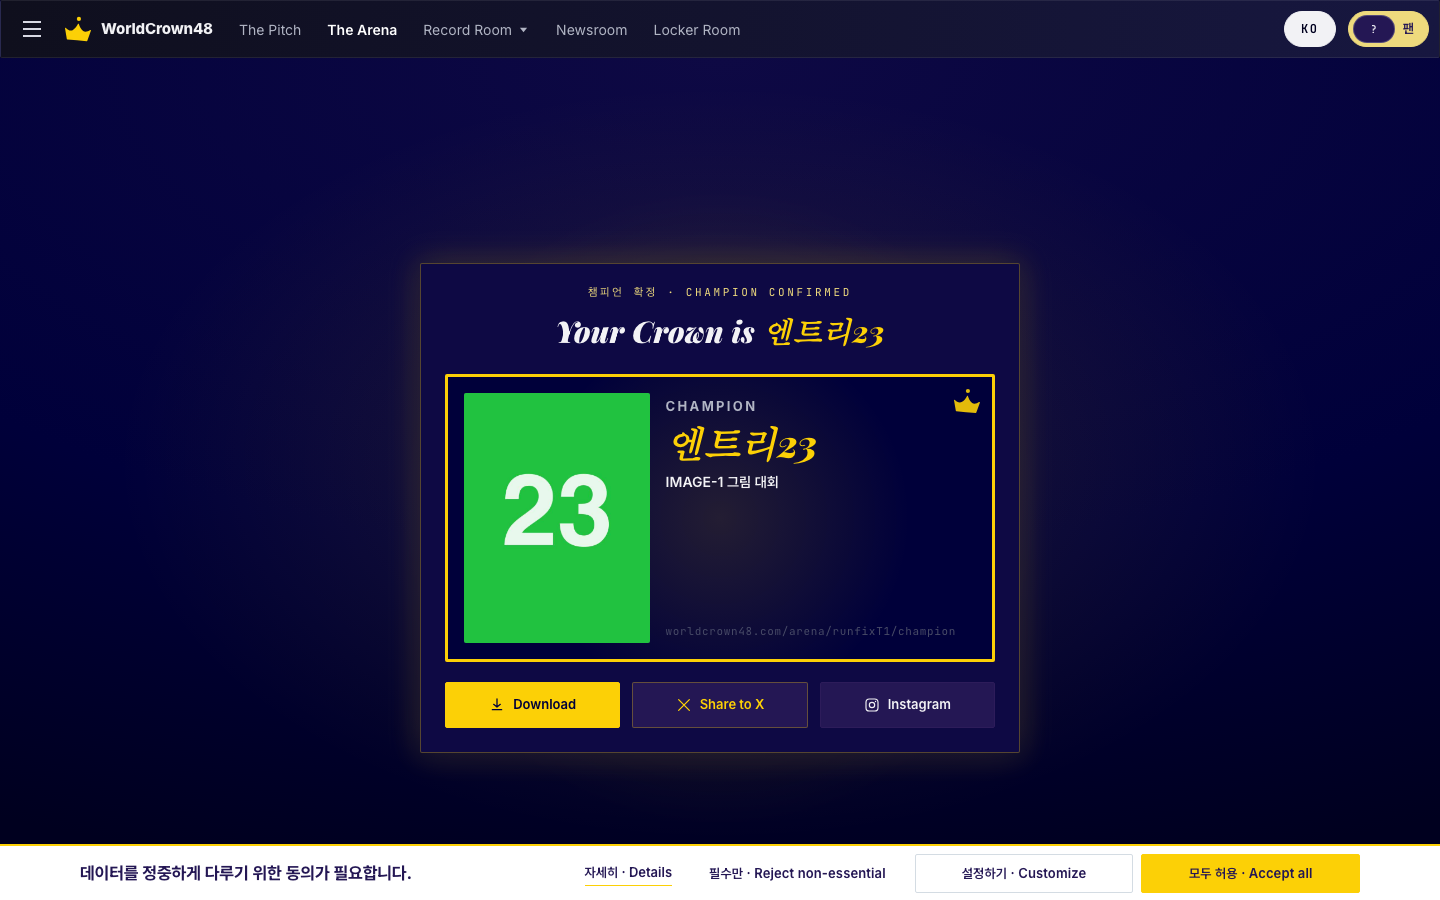 WorldCrown48 The Pitch The Arena Record Room Newsroom Locker Room KO ? 팬
챔피언 확정 · CHAMPION CONFIRMED
Your Crown is 엔트리23
23
CHAMPION
엔트리23
IMAGE-1 그림 대회
worldcrown48.com/arena/runfixT1/champion
Download Share to X Instagram
데이터를 정중하게 다루기 위한 동의가 필요합니다. 자세히 · Details 필수만 · Reject non-essential 설정하기 · Customize 모두 허용 · Accept all